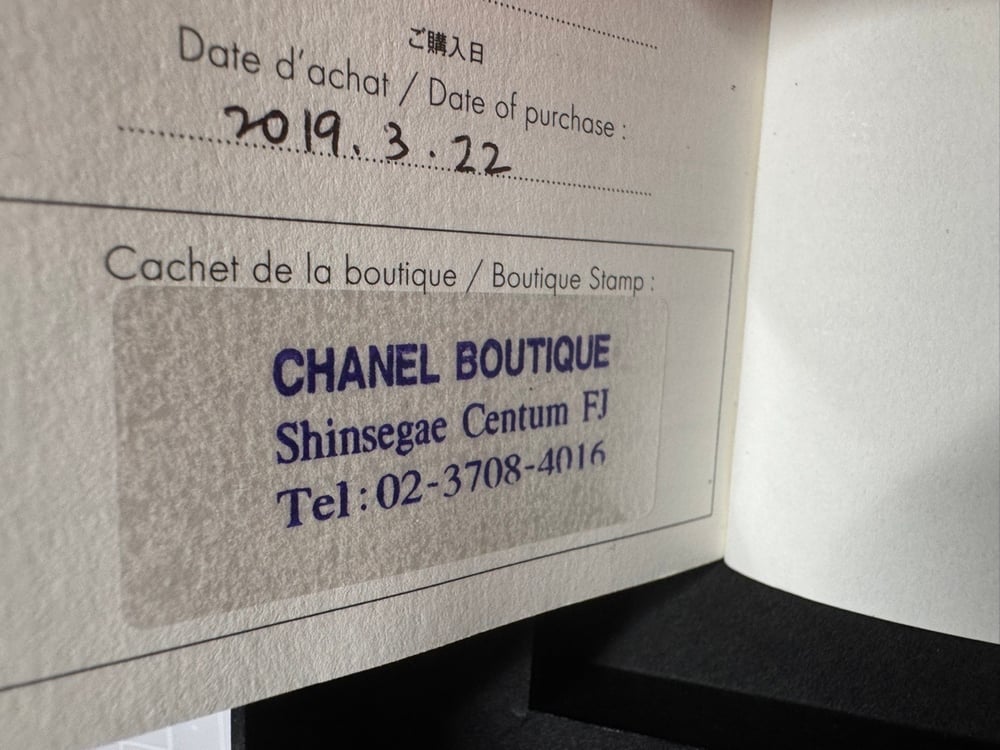 ご購入日
Date d'achat / Date of purchase :
2019. 3. 22
Cachet de la boutique / Boutique Stamp :
CHANEL BOUTIQUE
Shinsegae Centum FJ
Tel:02-3708-4016